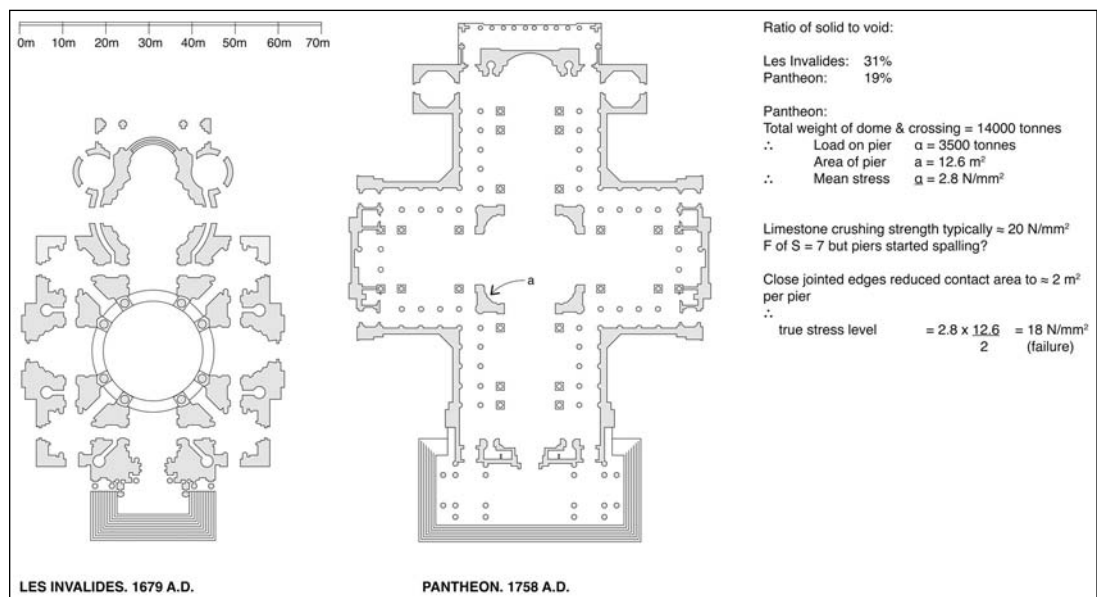 0m 10m 20m 30m 40m 50m 60m 70m
a
LES INVALIDES. 1679 A.D.
PANTHEON. 1758 A.D.
Ratio of solid to void:
Les Invalides: 31%
Pantheon: 19%
Pantheon:
Total weight of dome & crossing = 14000 tonnes
∴ Load on pier α = 3500 tonnes
Area of pier a = 12.6 m²
∴ Mean stress α = 2.8 N/mm²
Limestone crushing strength typically ≈ 20 N/mm²
F of S = 7 but piers started spalling?
Close jointed edges reduced contact area to ≈ 2 m²
per pier
∴
true stress level = 2.8 x 12.6 = 18 N/mm²
2 (failure)